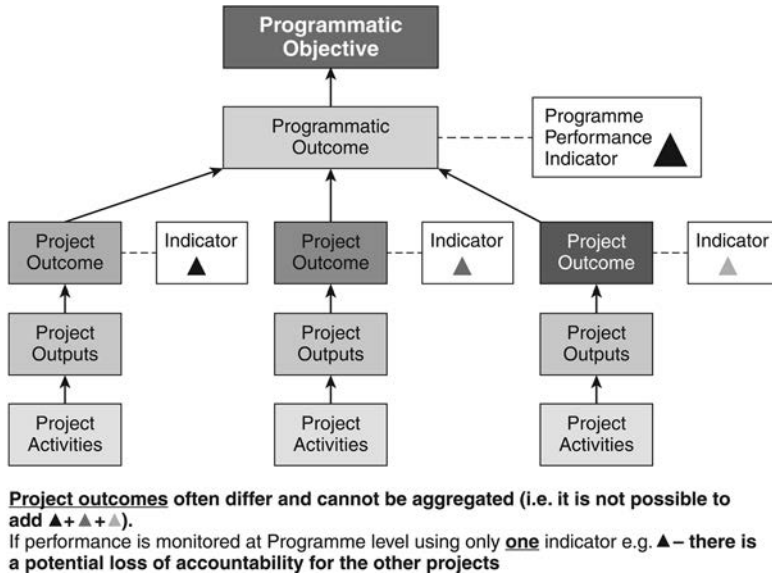 Programmatic
Objective
Programmatic
Outcome
Programme
Performance
Indicator
Project
Outcome
Indicator
Project
Outcome
Indicator
Project
Outcome
Indicator
Project
Outputs
Project
Outputs
Project
Outputs
Project
Activities
Project
Activities
Project
Activities
Project outcomes often differ and cannot be aggregated (i.e. it is not possible to
add ▲+▲+▲).
If performance is monitored at Programme level using only one indicator e.g. ▲– there is
a potential loss of accountability for the other projects